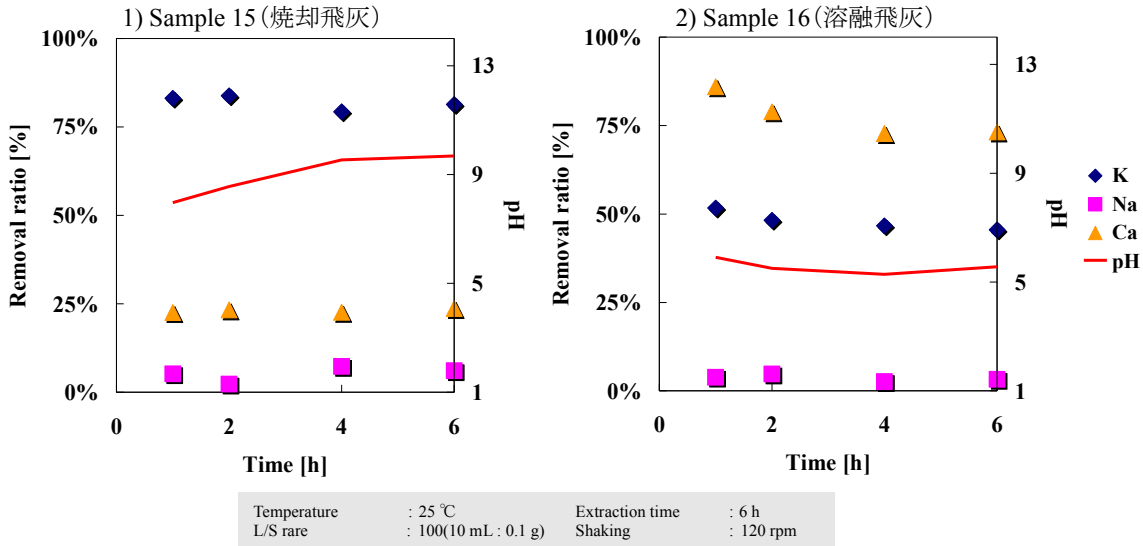 1) Sample 15(焼却飛灰)
100%
75%
50%
25%
0%
Removal ratio [%]
13
9
5
1
pH
0 2 4 6
Time [h]
2) Sample 16(溶融飛灰)
100%
75%
50%
25%
0%
Removal ratio [%]
13
9
5
1
pH
0 2 4 6
Time [h]
K
Na
Ca
pH
Temperature : 25 ℃ Extraction time : 6 h
L/S rare : 100(10 mL : 0.1 g) Shaking : 120 rpm